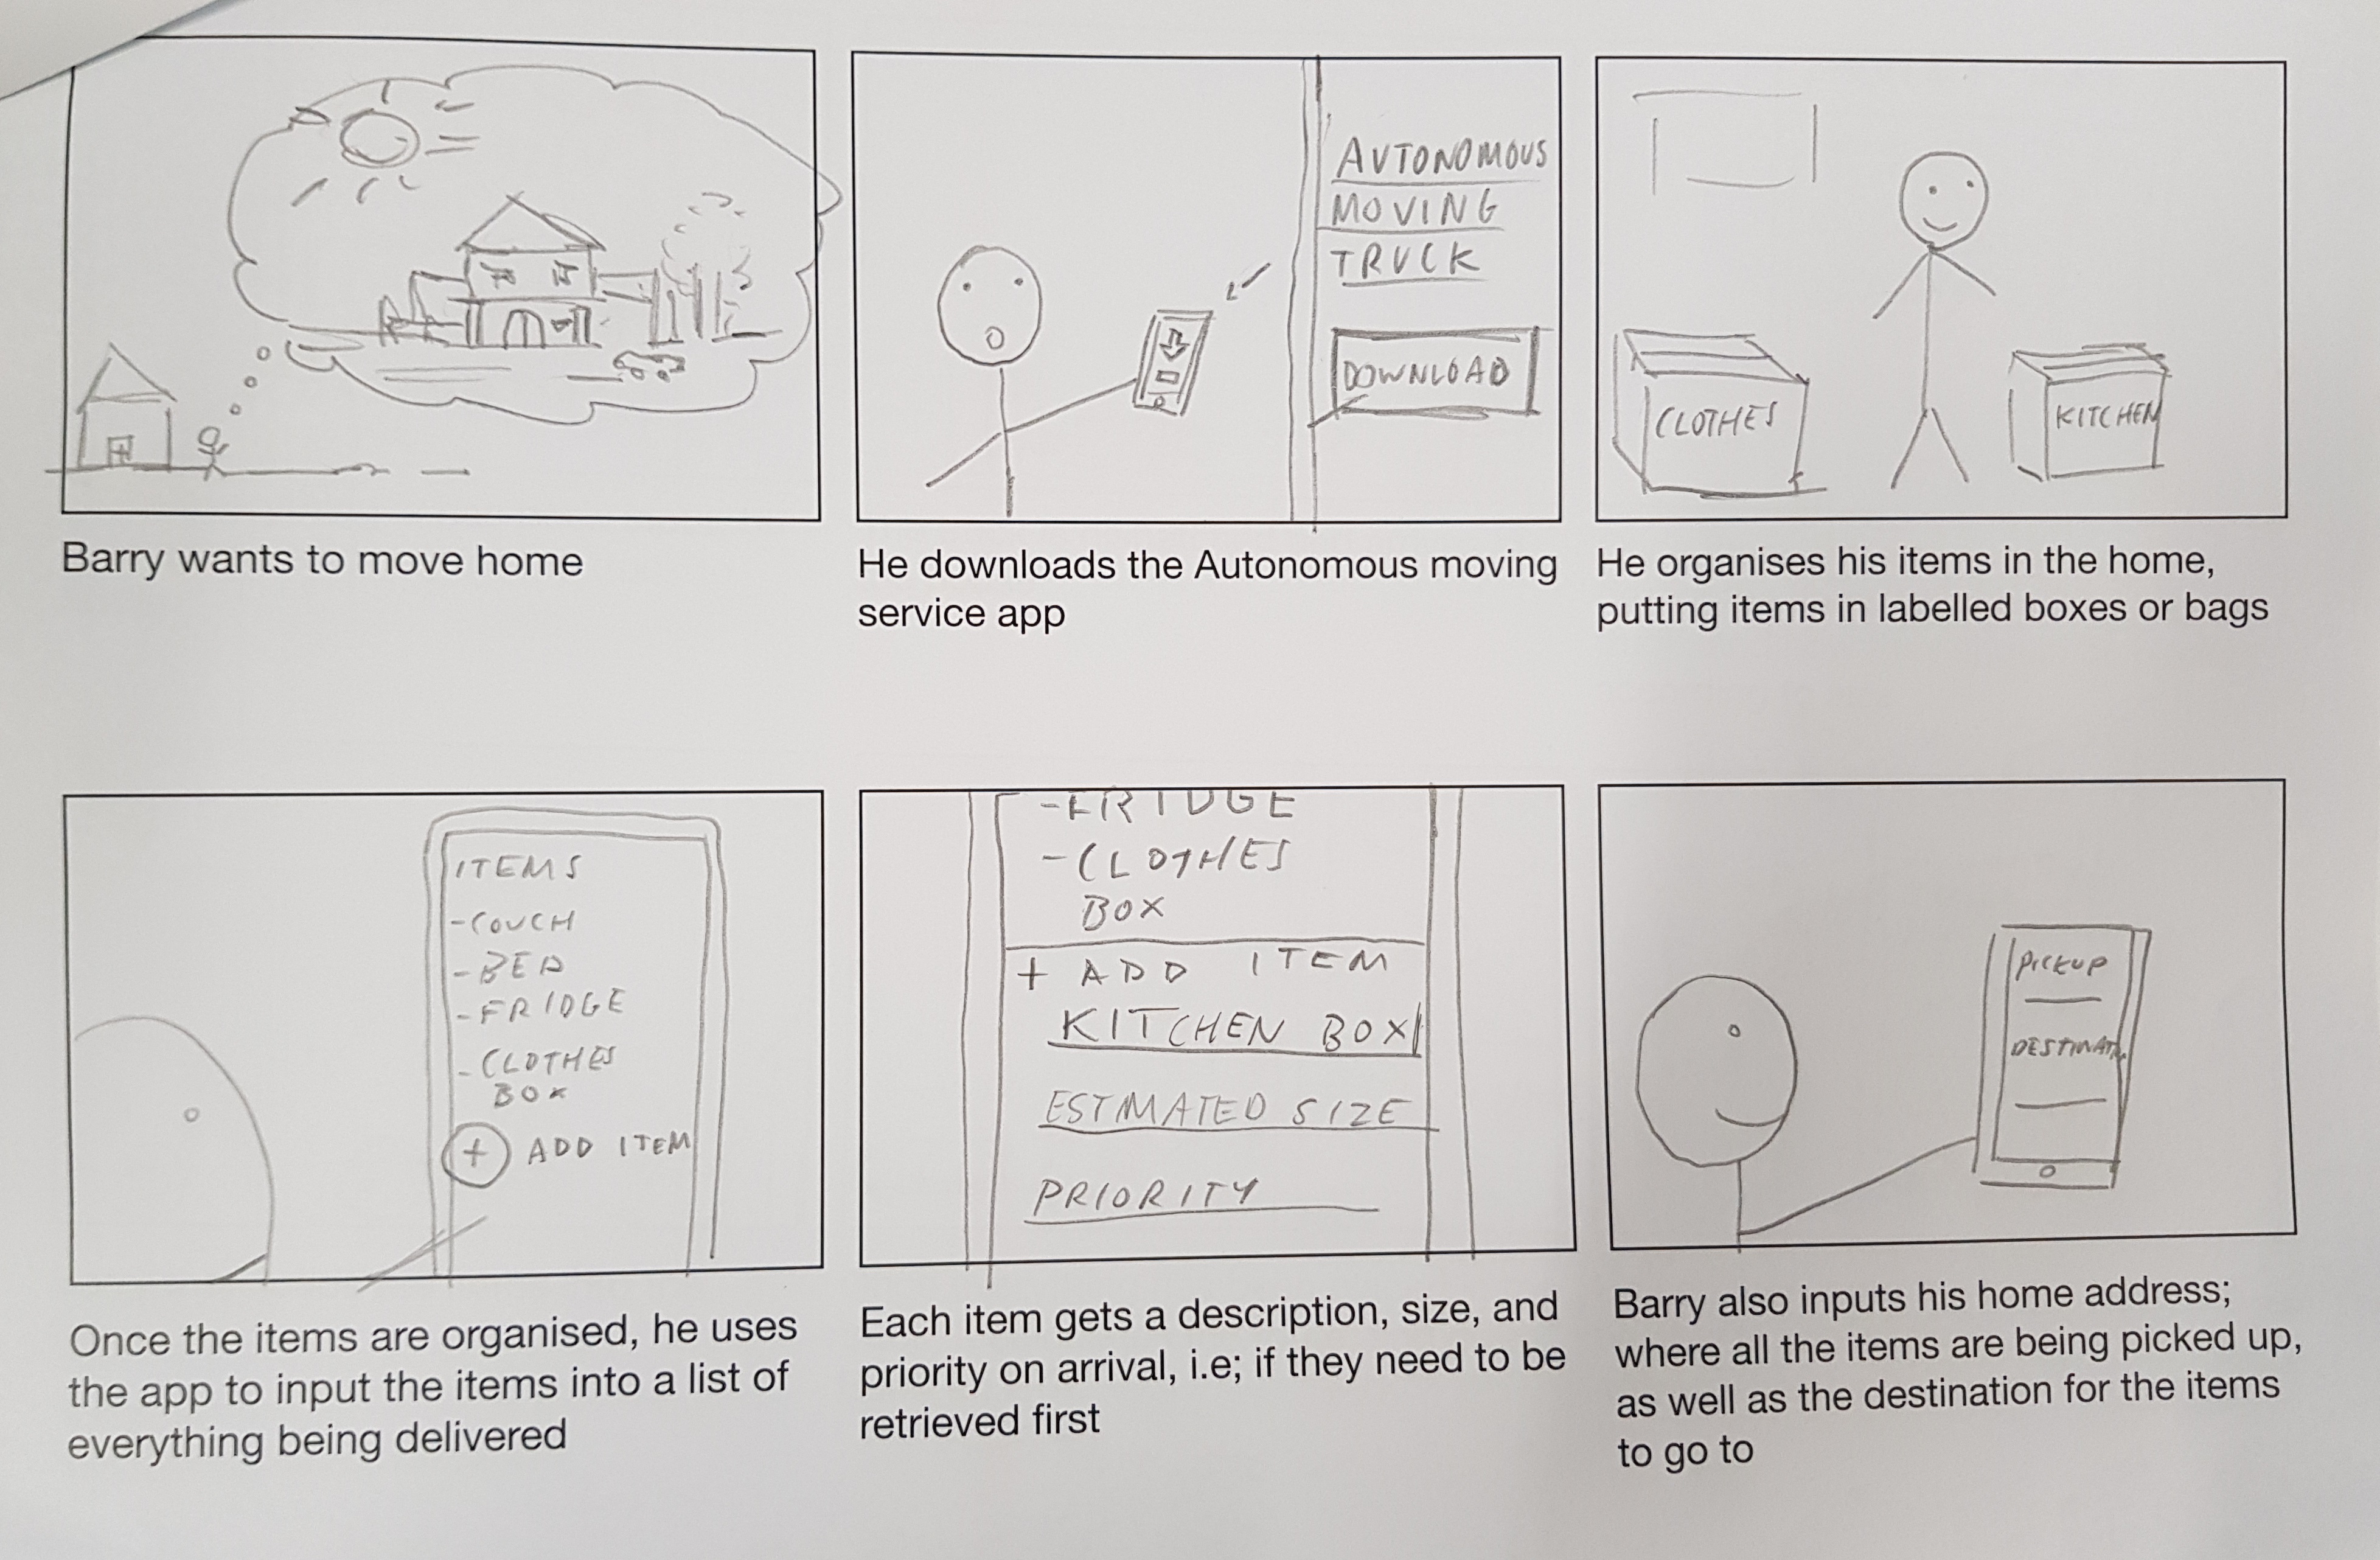 AUTONOMOUS
MOVING
TRUCK
DOWNLOAD
CLOTHES
KITCHEN
Barry wants to move home
He downloads the Autonomous moving
service app
He organises his items in the home,
putting items in labelled boxes or bags
ITEMS
-COUCH
-BED
-FRIDGE
-CLOTHES
BOX
+ ADD ITEM
-FRIDGE
-CLOTHES
BOX
+ ADD ITEM
KITCHEN BOX
ESTMATED SIZE
PRIORITY
PICKUP
DESTINAT
Once the items are organised, he uses
the app to input the items into a list of
everything being delivered
Each item gets a description, size, and
priority on arrival, i.e; if they need to be
retrieved first
Barry also inputs his home address;
where all the items are being picked up,
as well as the destination for the items
to go to